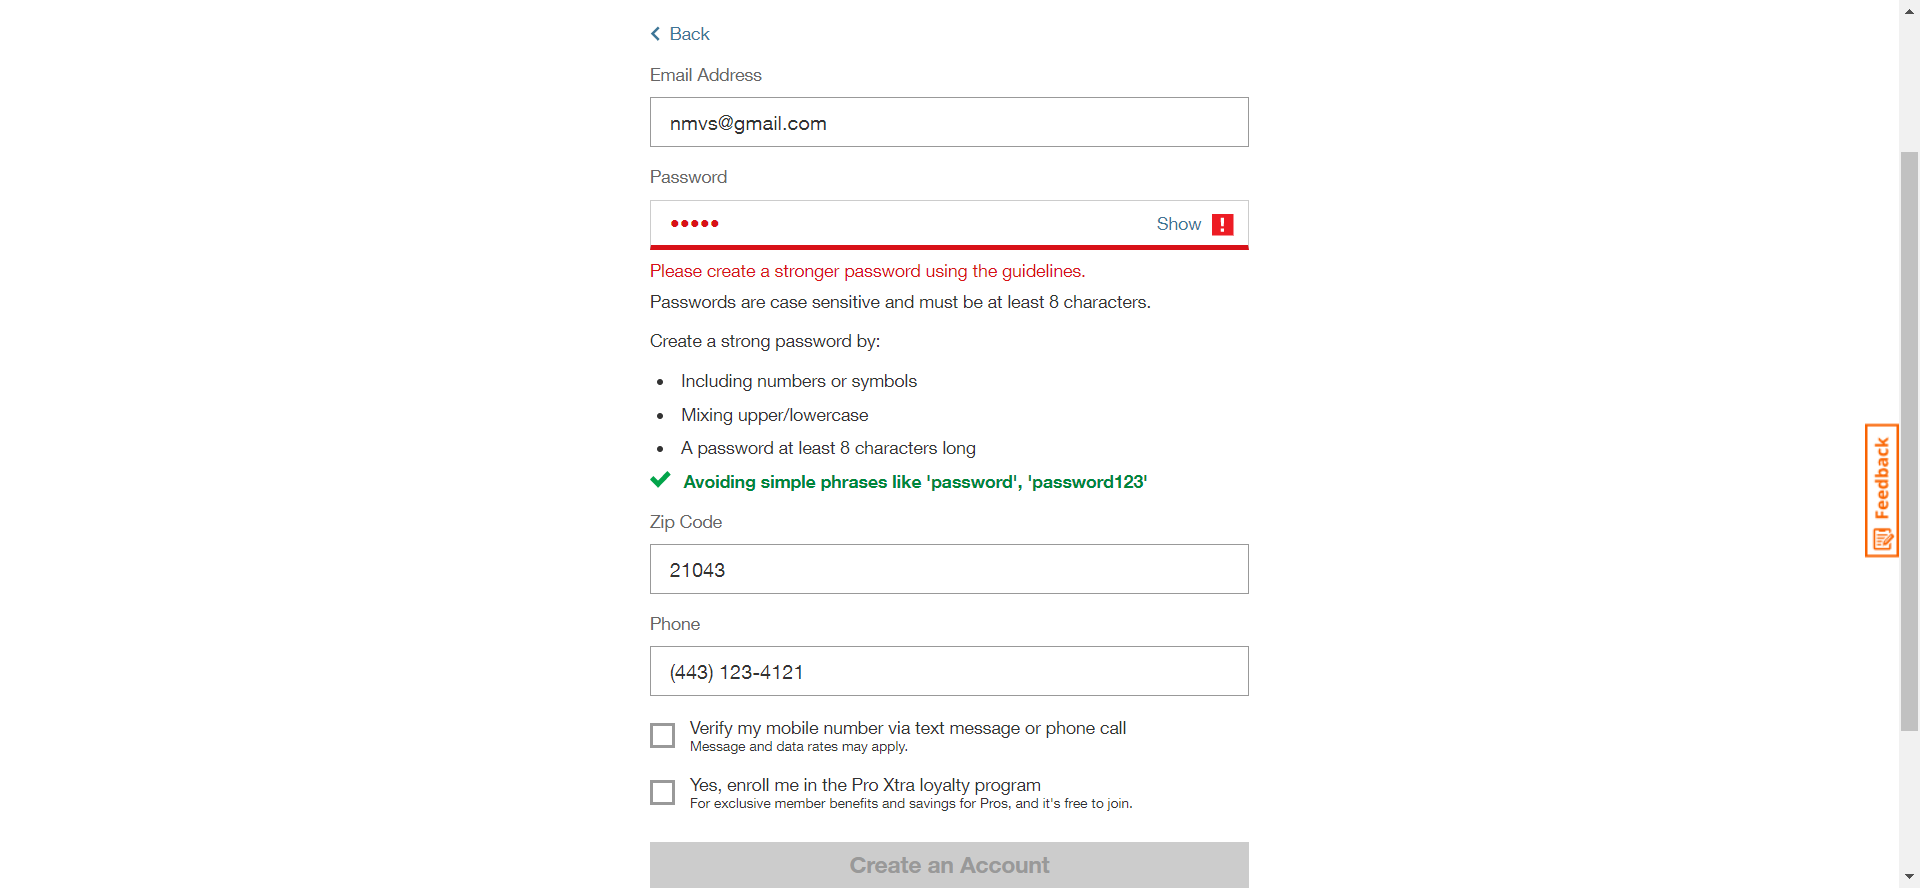 Back
Email Address
nmvs@gmail.com
Password
•••••
Show
Please create a stronger password using the guidelines.
Passwords are case sensitive and must be at least 8 characters.
Create a strong password by:
• Including numbers or symbols
• Mixing upper/lowercase
• A password at least 8 characters long
Avoiding simple phrases like 'password', 'password123'
Zip Code
21043
Phone
(443) 123-4121
Verify my mobile number via text message or phone call
Message and data rates may apply.
Yes, enroll me in the Pro Xtra loyalty program
For exclusive member benefits and savings for Pros, and it's free to join.
Create an Account
Feedback